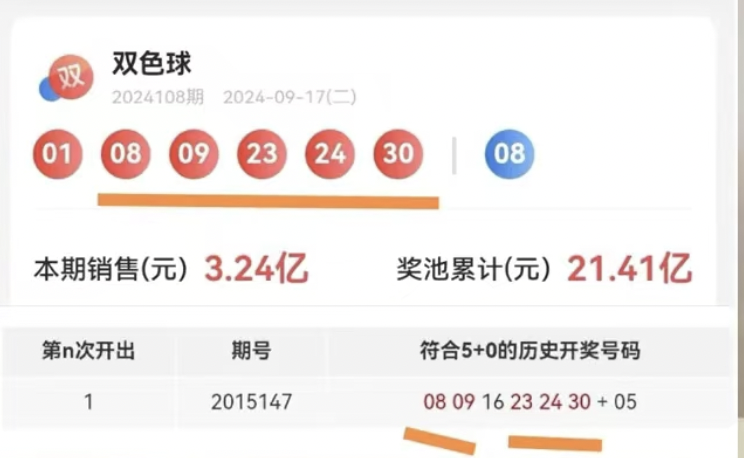 双 双色球
2024108期 2024-09-17(二)
01 08 09 23 24 30 08
本期销售(元) 3.24亿 奖池累计(元) 21.41亿
第n次开出 期号 符合5+0的历史开奖号码
1 2015147 08 09 16 23 24 30 + 05